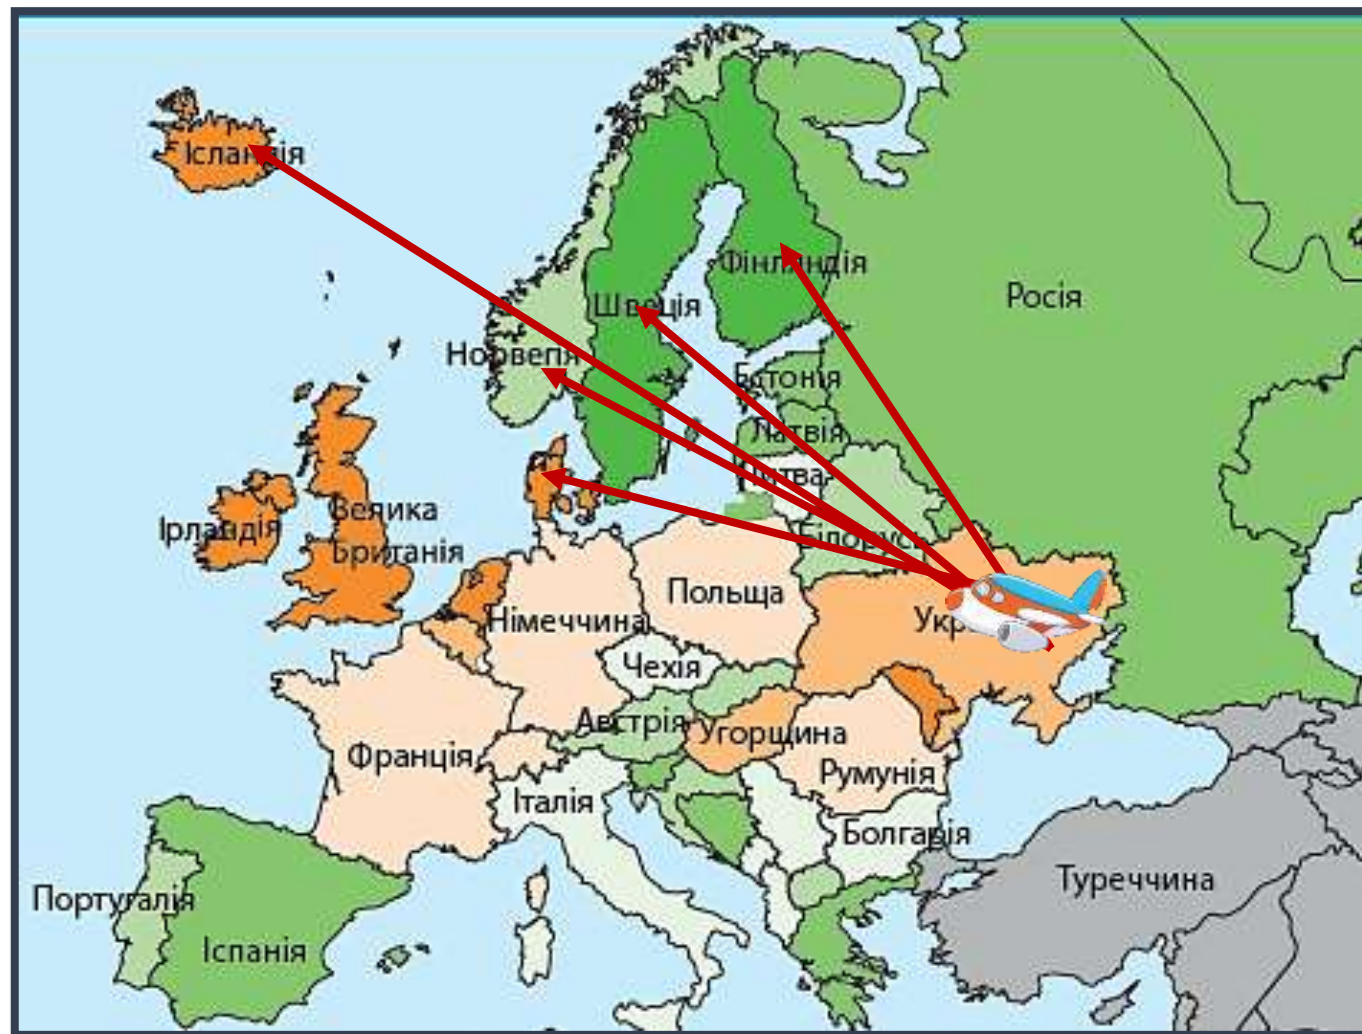 Ісландія
Фінляндія
Швеція
Росія
Норвегія
Естонія
Латвія
Литва
Велика
Британія
Ірландія
Білорусь
Польща
Укр
Німеччина
Чехія
Австрія
Угорщина
Франція
Румунія
Італія
Болгарія
Туреччина
Португалія
Іспанія